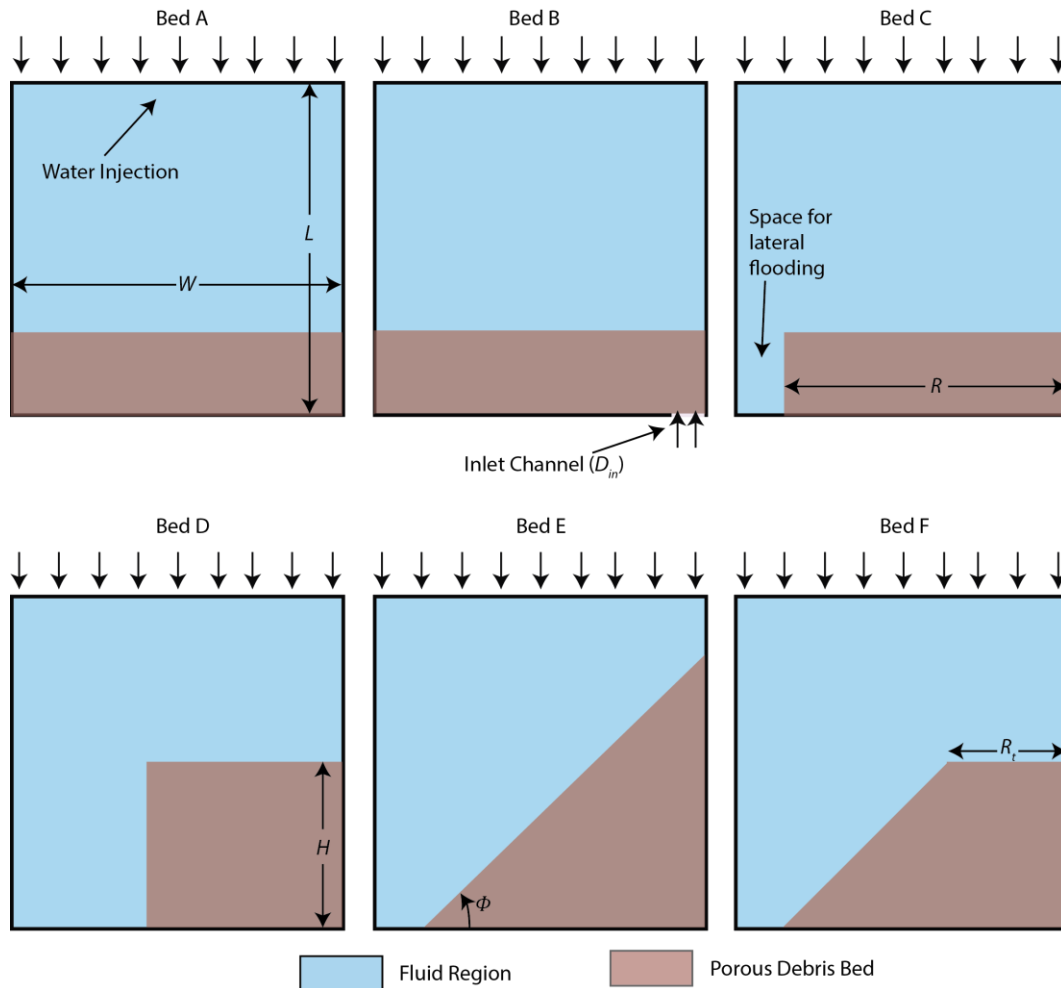 Bed A
Bed B
Bed C
Water Injection
L
W
Space for
lateral
flooding
R
Inlet Channel (D_in)
Bed D
Bed E
Bed F
H
Φ
R_t
Fluid Region
Porous Debris Bed